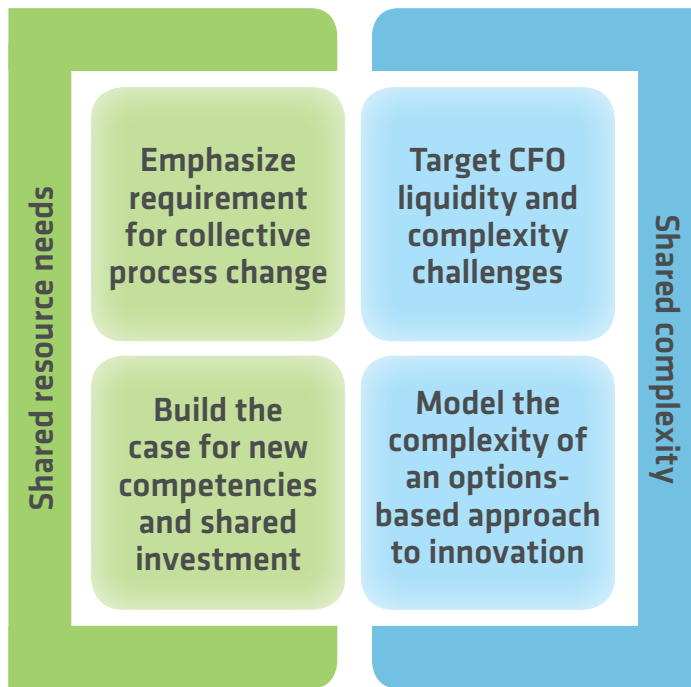 Shared resource needs
Emphasize
requirement
for collective
process change
Target CFO
liquidity and
complexity
challenges
Build the
case for new
competencies
and shared
investment
Model the
complexity of
an options-
based approach
to innovation
Shared complexity